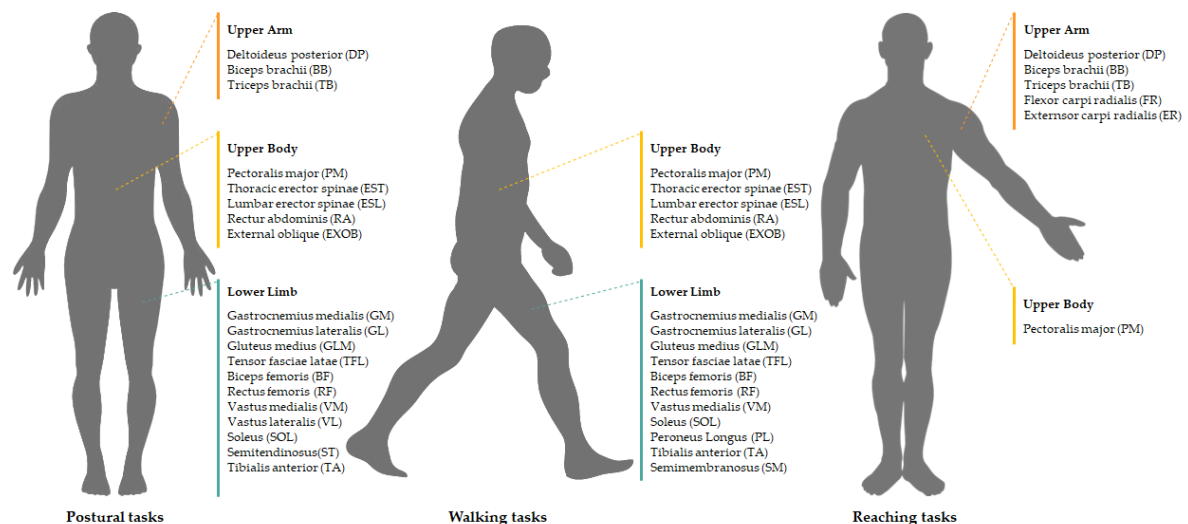 Upper Arm
Deltoideus posterior (DP)
Biceps brachii (BB)
Triceps brachii (TB)
Upper Body
Pectoralis major (PM)
Thoracic erector spinae (EST)
Lumbar erector spinae (ESL)
Rectur abdominis (RA)
External oblique (EXOB)
Lower Limb
Gastrocnemius medialis (GM)
Gastrocnemius lateralis (GL)
Gluteus medius (GLM)
Tensor fasciae latae (TFL)
Biceps femoris (BF)
Rectus femoris (RF)
Vastus medialis (VM)
Vastus lateralis (VL)
Soleus (SOL)
Semitendinosus(ST)
Tibialis anterior (TA)
Postural tasks
Upper Body
Pectoralis major (PM)
Thoracic erector spinae (EST)
Lumbar erector spinae (ESL)
Rectur abdominis (RA)
External oblique (EXOB)
Lower Limb
Gastrocnemius medialis (GM)
Gastrocnemius lateralis (GL)
Gluteus medius (GLM)
Tensor fasciae latae (TFL)
Biceps femoris (BF)
Rectus femoris (RF)
Vastus medialis (VM)
Soleus (SOL)
Peroneus Longus (PL)
Tibialis anterior (TA)
Semimembranosus (SM)
Walking tasks
Upper Arm
Deltoideus posterior (DP)
Biceps brachii (BB)
Triceps brachii (TB)
Flexor carpi radialis (FR)
Externsor carpi radialis (ER)
Upper Body
Pectoralis major (PM)
Reaching tasks